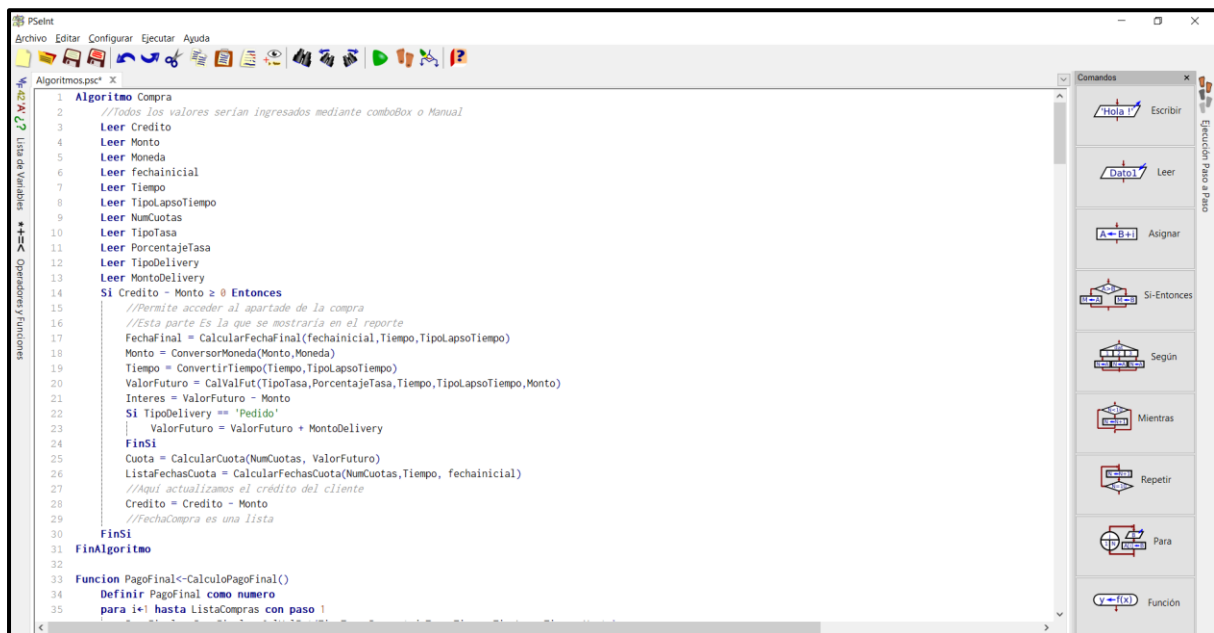 PSeInt
Archivo Editar Configurar Ejecutar Ayuda
Algoritmos.psc* X
1 Algoritmo Compra
2 //Todos los valores serían ingresados mediante comboBox o Manual
3 Leer Credito
4 Leer Monto
5 Leer Moneda
6 Leer fechainicial
7 Leer Tiempo
8 Leer TipoLapsoTiempo
9 Leer NumCuotas
10 Leer TipoTasa
11 Leer PorcentajeTasa
12 Leer TipoDelivery
13 Leer MontoDelivery
14 Si Credito - Monto ≥ 0 Entonces
15 //Permite acceder al apartade de la compra
16 //Esta parte Es la que se mostraría en el reporte
17 FechaFinal = CalcularFechaFinal(fechainicial,Tiempo,TipoLapsoTiempo)
18 Monto = ConversorMoneda(Monto,Moneda)
19 Tiempo = ConvertirTiempo(Tiempo,TipoLapsoTiempo)
20 ValorFuturo = CalValFut(TipoTasa,PorcentajeTasa,Tiempo,TipoLapsoTiempo,Monto)
21 Interes = ValorFuturo - Monto
22 Si TipoDelivery == 'Pedido'
23 ValorFuturo = ValorFuturo + MontoDelivery
24 FinSi
25 Cuota = CalcularCuota(NumCuotas, ValorFuturo)
26 ListaFechasCuota = CalcularFechasCuota(NumCuotas,Tiempo, fechainicial)
27 //Aquí actualizamos el crédito del cliente
28 Credito = Credito - Monto
29 //FechaCompra es una lista
30 FinSi
31 FinAlgoritmo
32
33 Funcion PagoFinal<-CalculoPagoFinal()
34 Definir PagoFinal como numero
35 para i←1 hasta ListaCompras con paso 1
Lista de Variables
*+=< Operadores y Funciones
Comandos
'Hola !' Escribir
Dato1 Leer
A←B+i Asignar
Si-Entonces
Según
Mientras
Repetir
Para
y←f(x) Función
Ejecución Paso a Paso